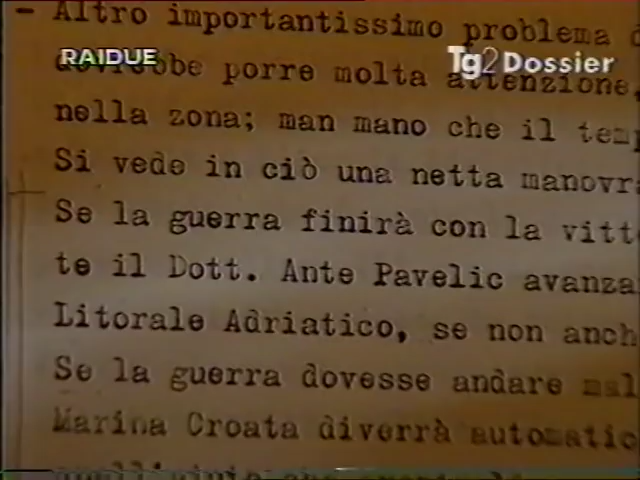 - Altro importantissimo problema
RAIDUE
Tg2 Dossier
dovrebbe porre molta attenzione,
nella zona; man mano che il temp
Si vede in ciò una netta manovr
Se la guerra finirà con la vitt
te il Dott. Ante Pavelic avanza
Litorale Adriatico, se non anch
Se la guerra dovesse andare mal
Marina Croata diverrà automatic